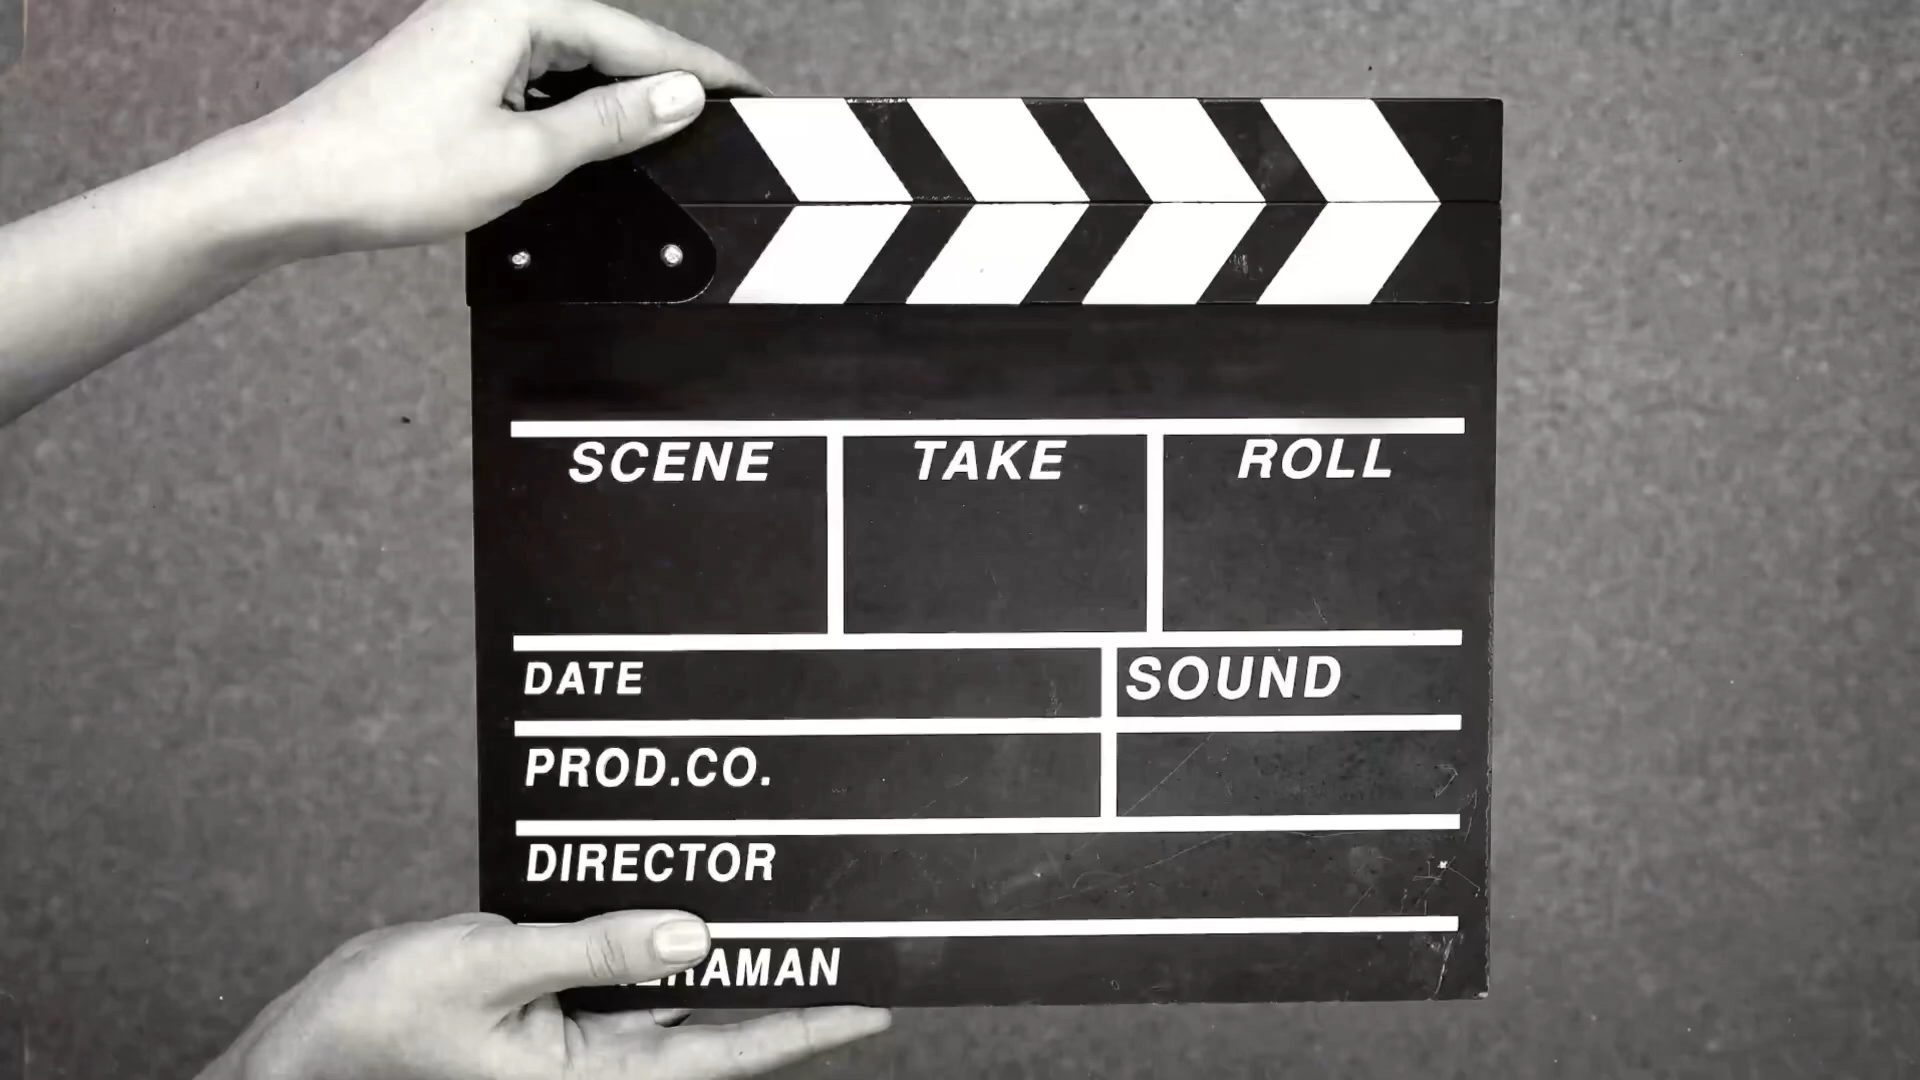 SCENE TAKE ROLL
DATE SOUND
PROD.CO.
DIRECTOR